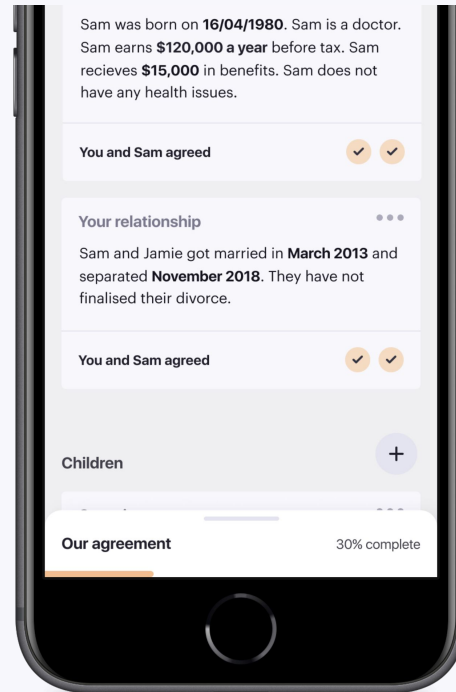 Sam was born on 16/04/1980. Sam is a doctor.
Sam earns $120,000 a year before tax. Sam
recieves $15,000 in benefits. Sam does not
have any health issues.
You and Sam agreed
Your relationship
Sam and Jamie got married in March 2013 and
separated November 2018. They have not
finalised their divorce.
You and Sam agreed
Children
Our agreement 30% complete